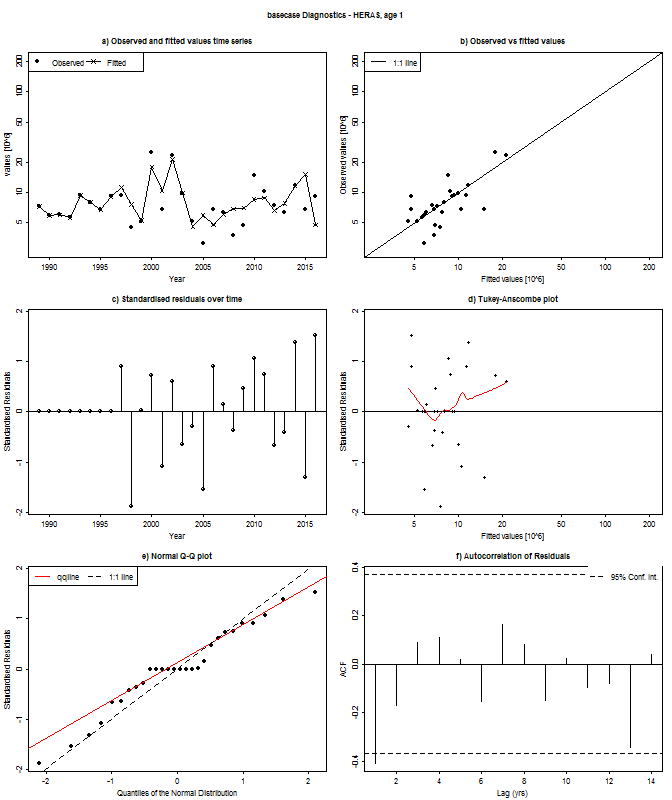 basecase Diagnostics - HERAS, age 1
a) Observed and fitted values time series
Observed
Fitted
values [10^6]
5
10
20
50
100
200
1990
1995
2000
2005
2010
2015
Year
b) Observed vs fitted values
1:1 line
Observed values [10^6]
5
10
20
50
100
200
5
10
20
50
100
200
Fitted values [10^6]
c) Standardised residuals over time
Standardised Residuals
-2
-1
0
1
2
1990
1995
2000
2005
2010
2015
Year
d) Tukey-Anscombe plot
Standardised Residuals
-2
-1
0
1
2
5
10
20
50
100
200
Fitted values [10^6]
e) Normal Q-Q plot
qqline
1:1 line
Standardised Residuals
-2
-1
0
1
2
-2
-1
0
1
2
Quantiles of the Normal Distribution
f) Autocorrelation of Residuals
95% Conf. Int.
ACF
-0.4
-0.2
0.0
0.2
0.4
2
4
6
8
10
12
14
Lag (yrs)